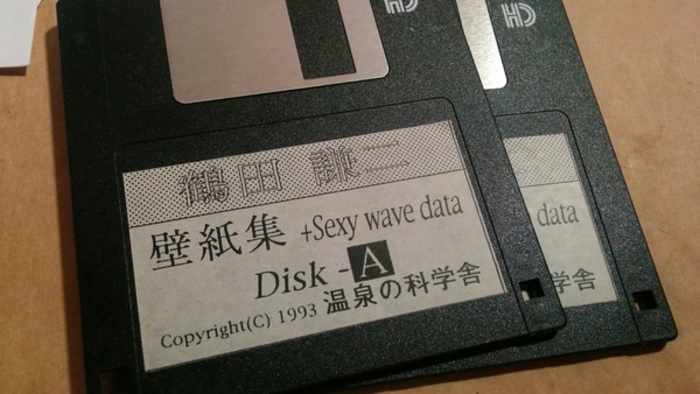 HD
HD
鶴田 謙二
壁紙集 +Sexy wave data
Disk - A
Copyright(C) 1993 温泉の科学舎
data
学舎